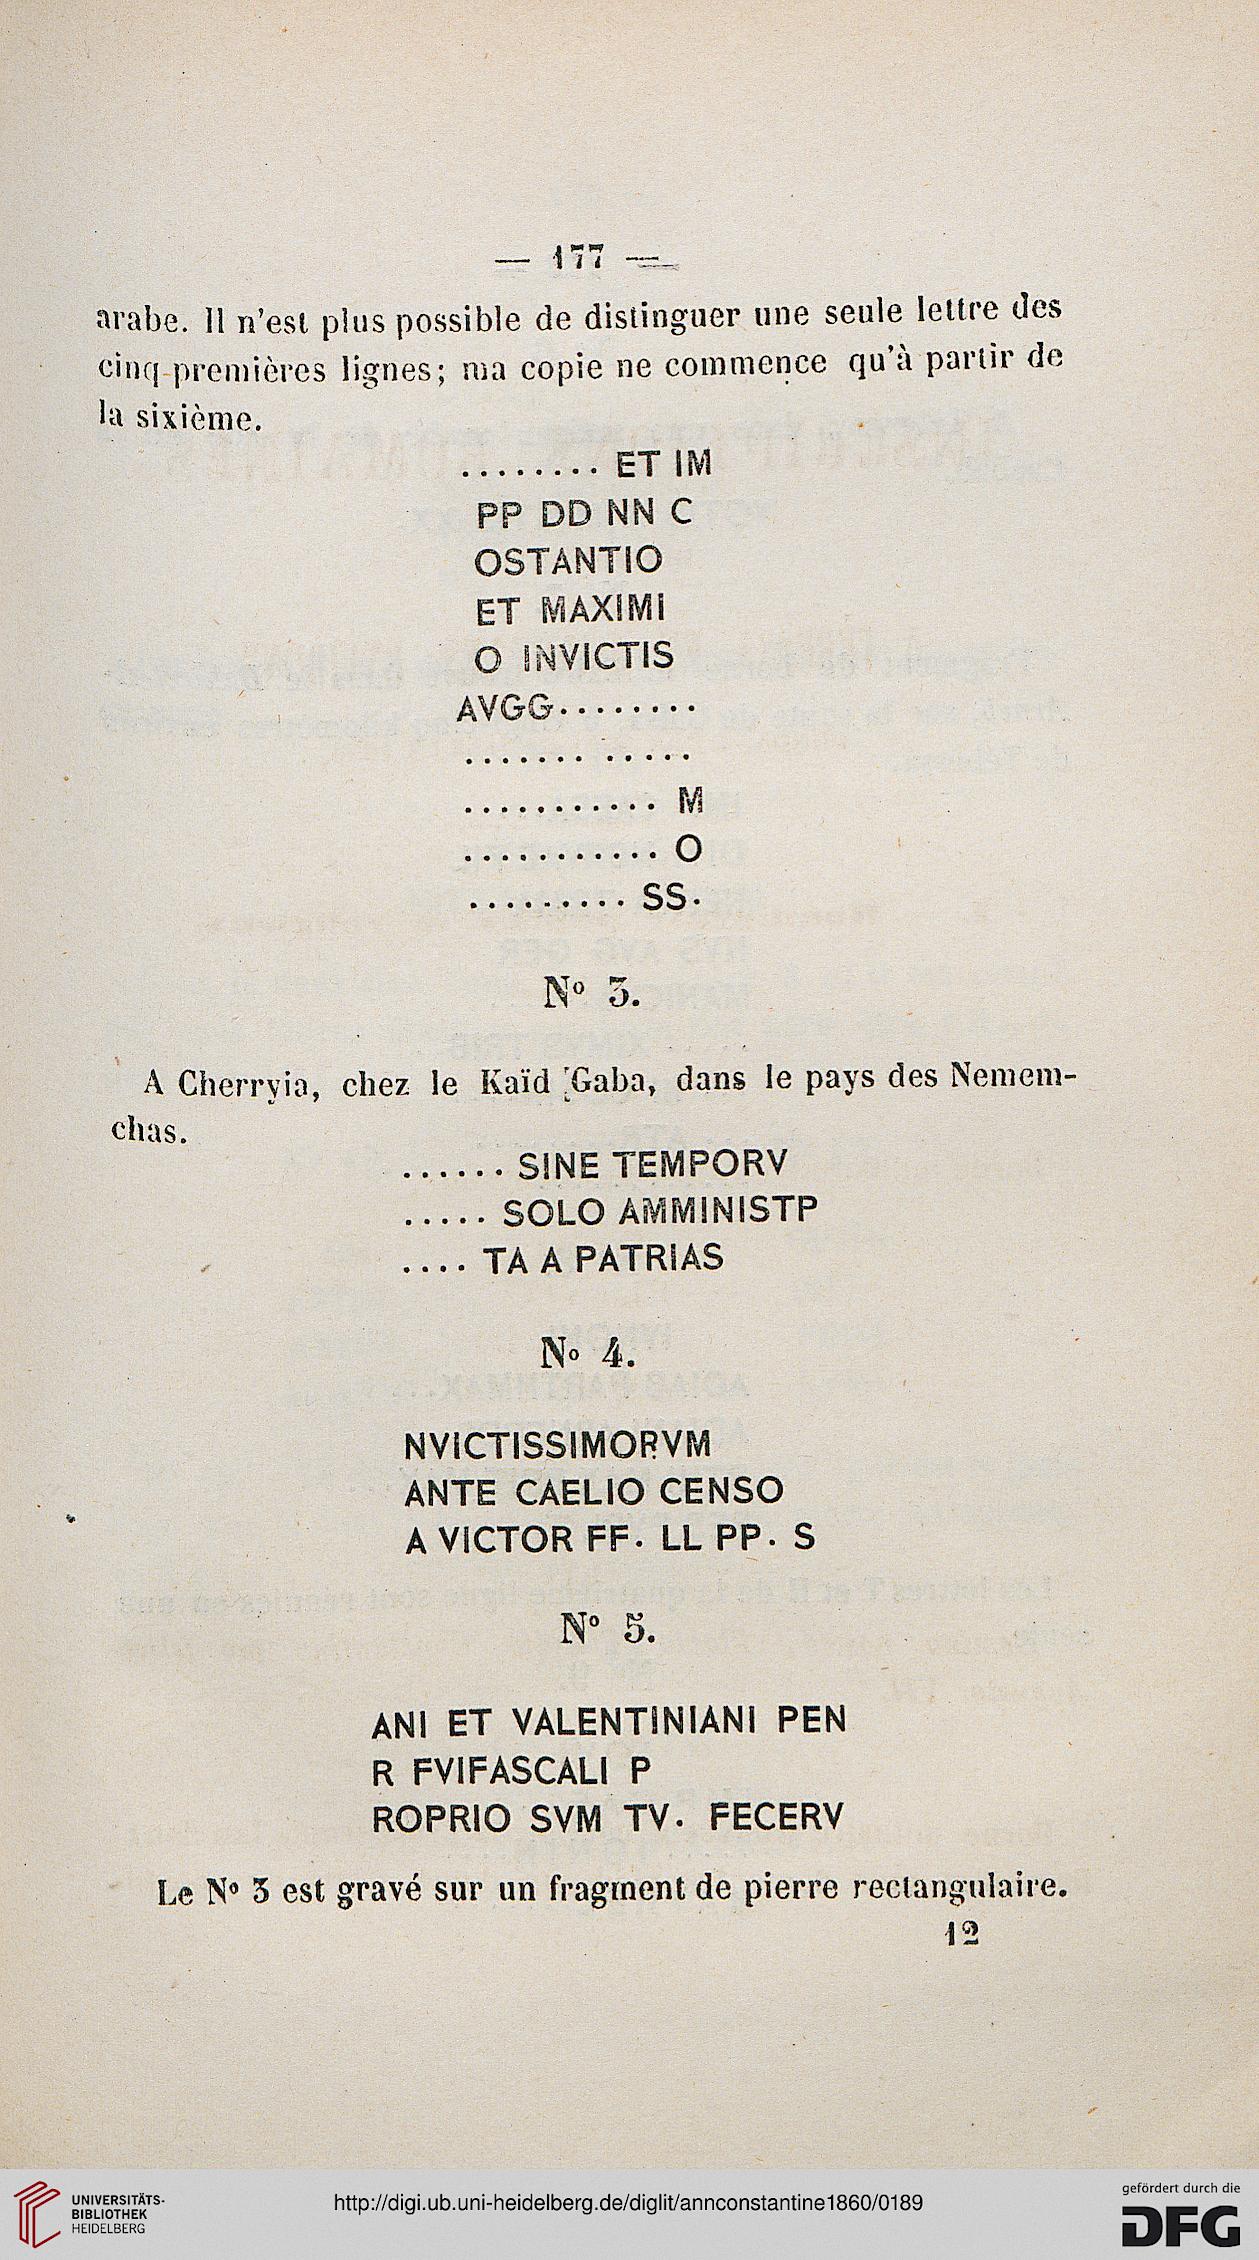 — 177 —
arabe. Il n'est plus possible de distinguer une seule lettre des
cinq premières lignes; ma copie ne commence qu'à partir de
la sixième.
........ ET IM
PP DD NN C
OSTANTIO
ET MAXIMI
O INVICTIS
AVGG........
....... .....
........... M
........... O
......... SS.
N° 3.
A Cherryia, chez le Kaïd Gaba, dans le pays des Nemem-
chas.
...... SINE TEMPORV
..... SOLO AMMINISTP
.... TA A PATRIAS
No 4.
NVICTISSIMORVM
ANTE CAELIO CENSO
A VICTOR FF. LL PP. S
N° 5.
ANI ET VALENTINIANI PEN
R FVIFASCALI P
ROPRIO SVM TV. FECERV
Le N° 3 est gravé sur un fragment de pierre rectangulaire.
12
UNIVERSITÄTS-
BIBLIOTHEK
HEIDELBERG
http://digi.ub.uni-heidelberg.de/diglit/annconstantine1860/0189
gefördert durch die
DFG